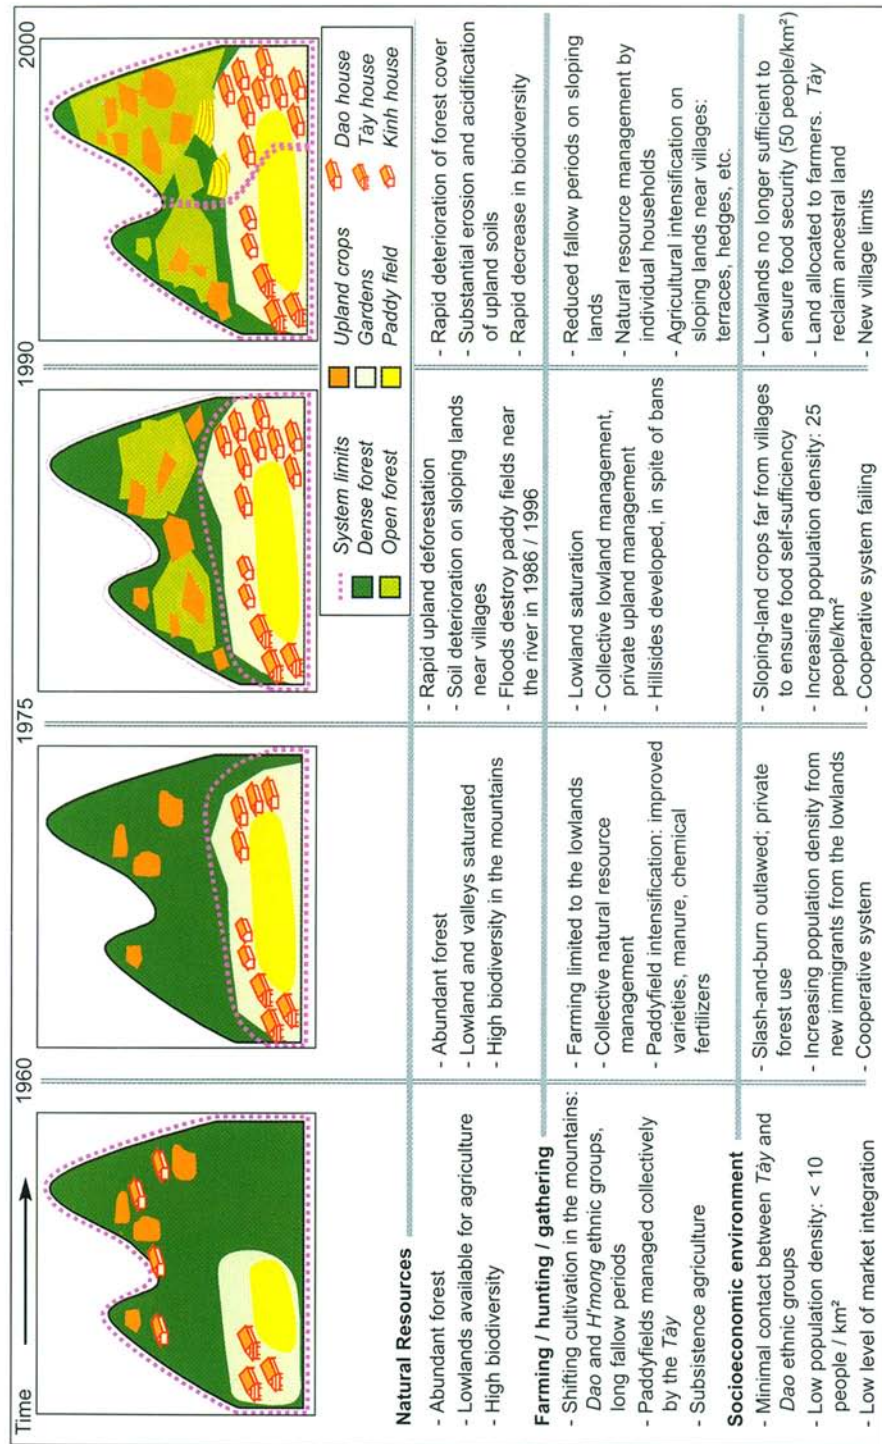 Time
1960
1975
1990
2000
System limits
Dense forest
Open forest
Upland crops
Gardens
Paddy field
Dao house
Tày house
Kinh house
Natural Resources
- Abundant forest
- Lowlands available for agriculture
- High biodiversity
- Abundant forest
- Lowland and valleys saturated
- High biodiversity in the mountains
- Rapid upland deforestation
- Soil deterioration on sloping lands
near villages
- Floods destroy paddy fields near
the river in 1986 / 1996
- Rapid deterioration of forest cover
- Substantial erosion and acidification
of upland soils
- Rapid decrease in biodiversity
Farming / hunting / gathering
- Shifting cultivation in the mountains:
Dao and H'mong ethnic groups,
long fallow periods
- Paddyfields managed collectively
by the Tày
- Subsistence agriculture
- Farming limited to the lowlands
- Collective natural resource
management
- Paddyfield intensification: improved
varieties, manure, chemical
fertilizers
- Lowland saturation
- Collective lowland management,
private upland management
- Hillsides developed, in spite of bans
- Reduced fallow periods on sloping
lands
- Natural resource management by
individual households
- Agricultural intensification on
sloping lands near villages:
terraces, hedges, etc.
Socioeconomic environment
- Minimal contact between Tày and
Dao ethnic groups
- Low population density: < 10
people / km²
- Low level of market integration
- Slash-and-burn outlawed; private
forest use
- Increasing population density from
new immigrants from the lowlands
- Cooperative system
- Sloping-land crops far from villages
to ensure food self-sufficiency
- Increasing population density: 25
people/km²
- Cooperative system failing
- Lowlands no longer sufficient to
ensure food security (50 people/km²)
- Land allocated to farmers. Tày
reclaim ancestral land
- New village limits